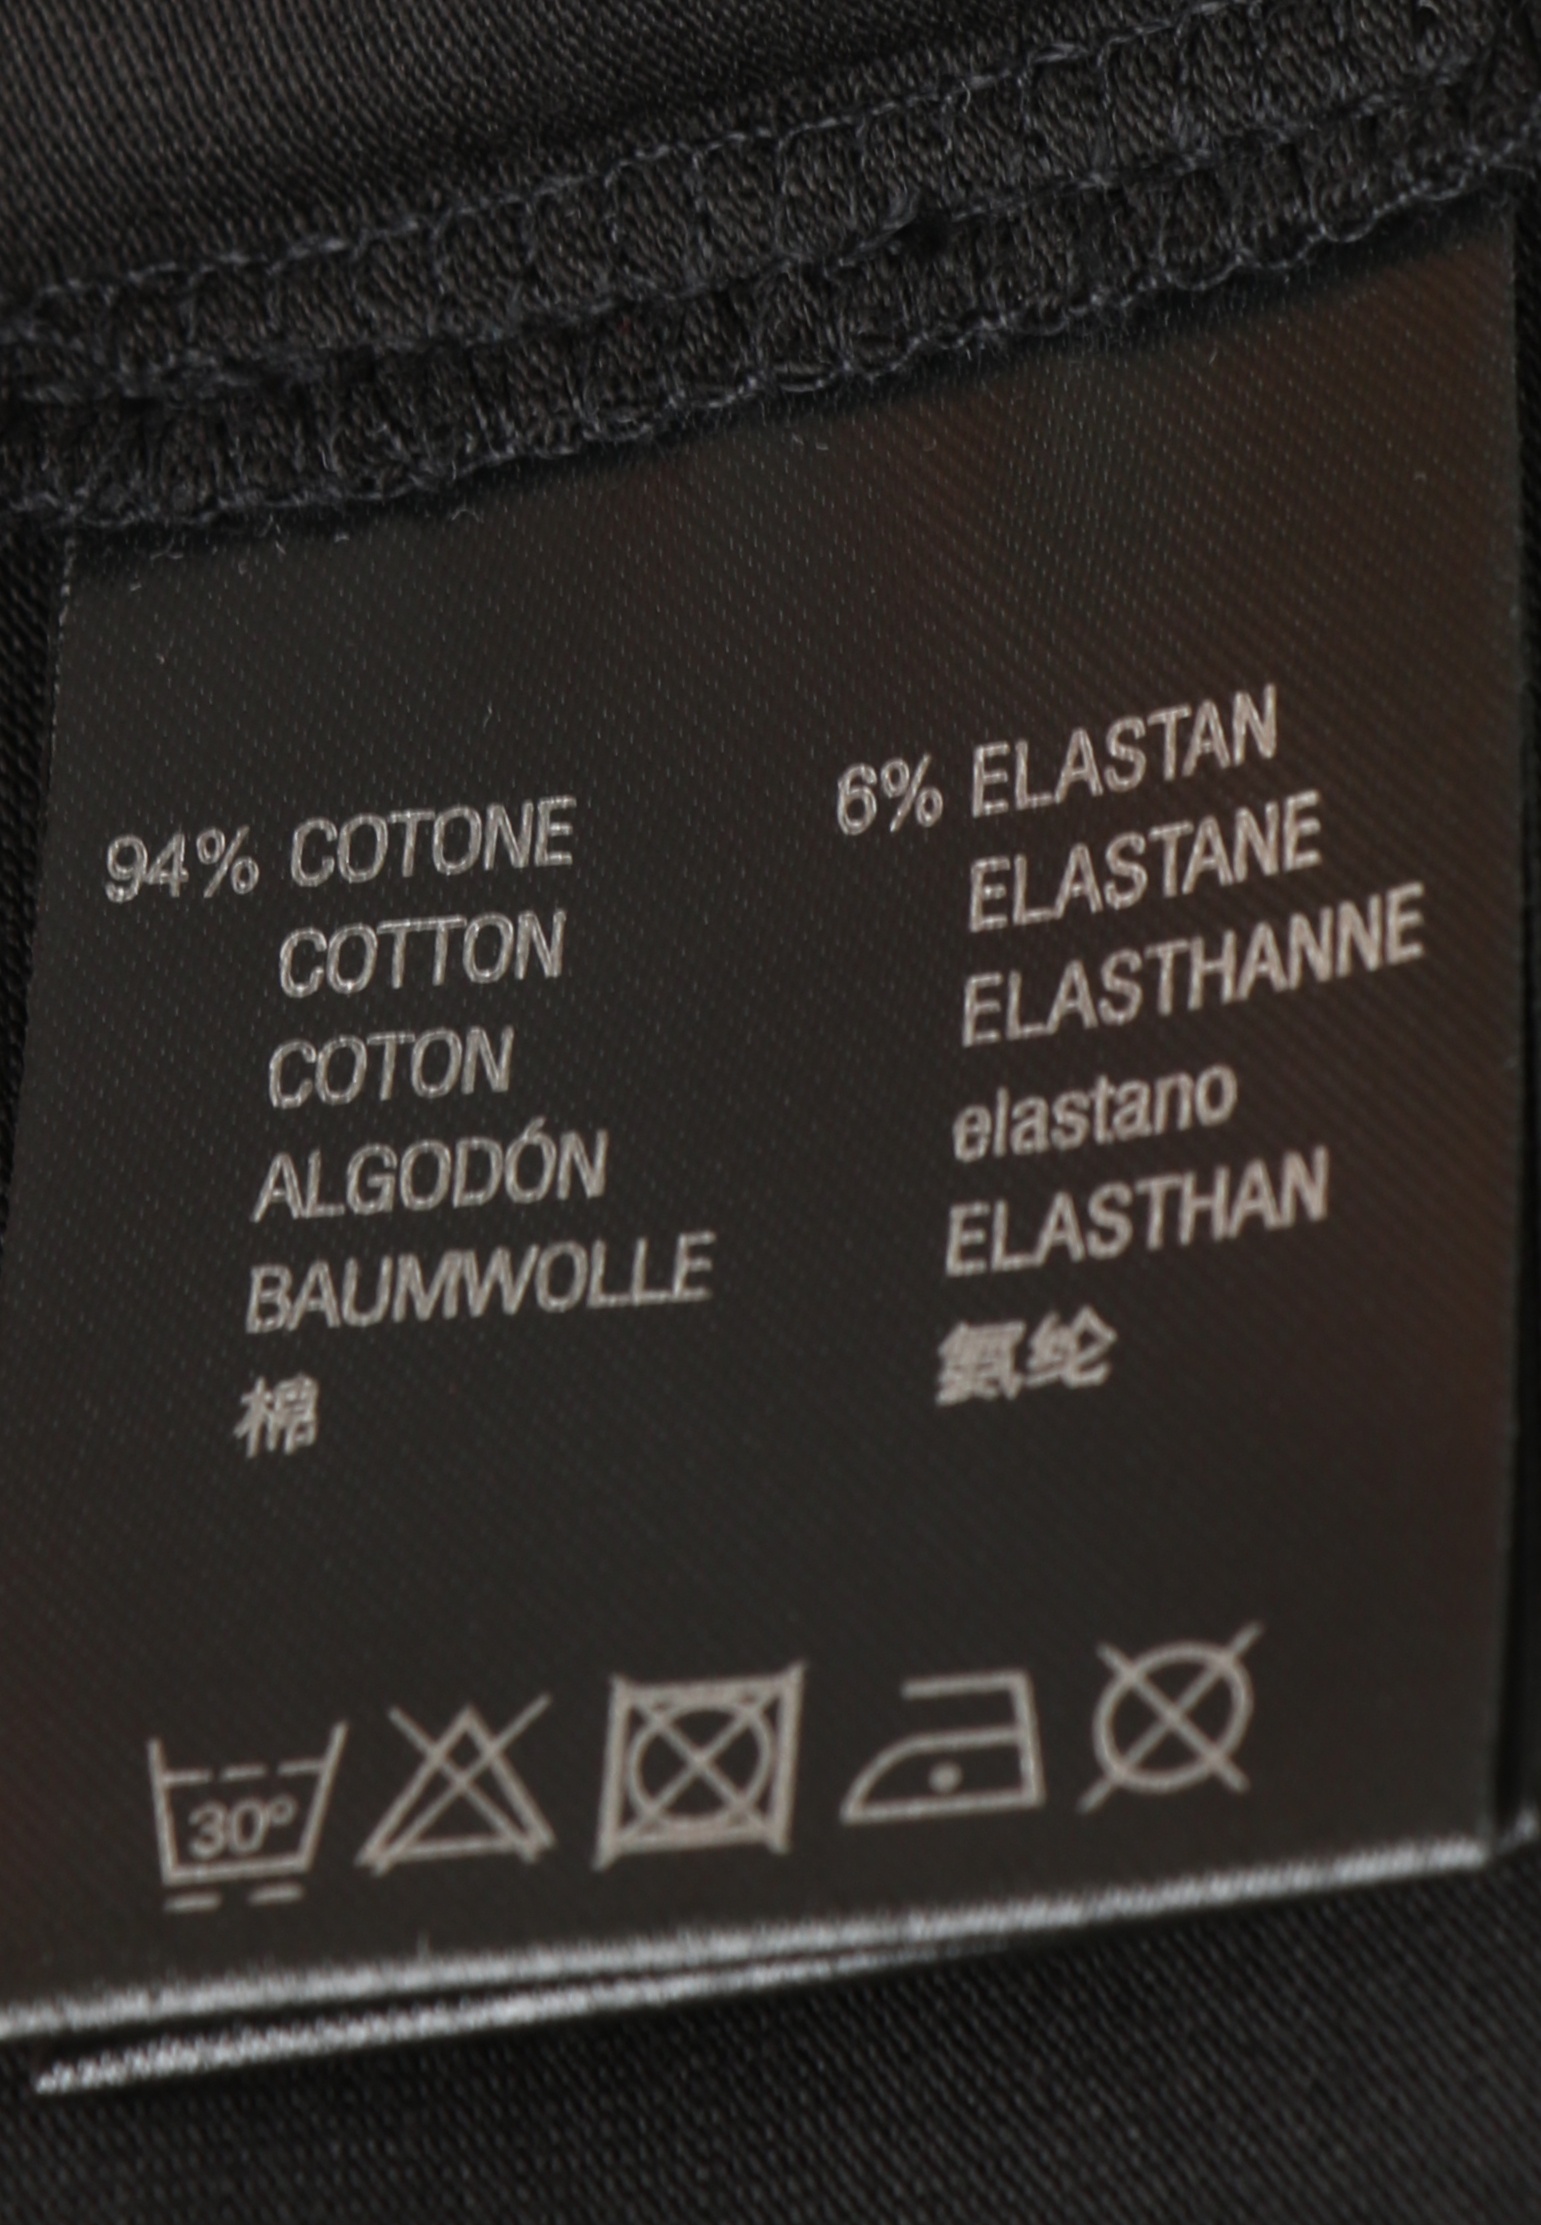 94% COTONE
COTTON
COTON
ALGODÓN
BAUMWOLLE
棉
6% ELASTAN
ELASTANE
ELASTHANNE
elastano
ELASTHAN
氨纶
30°